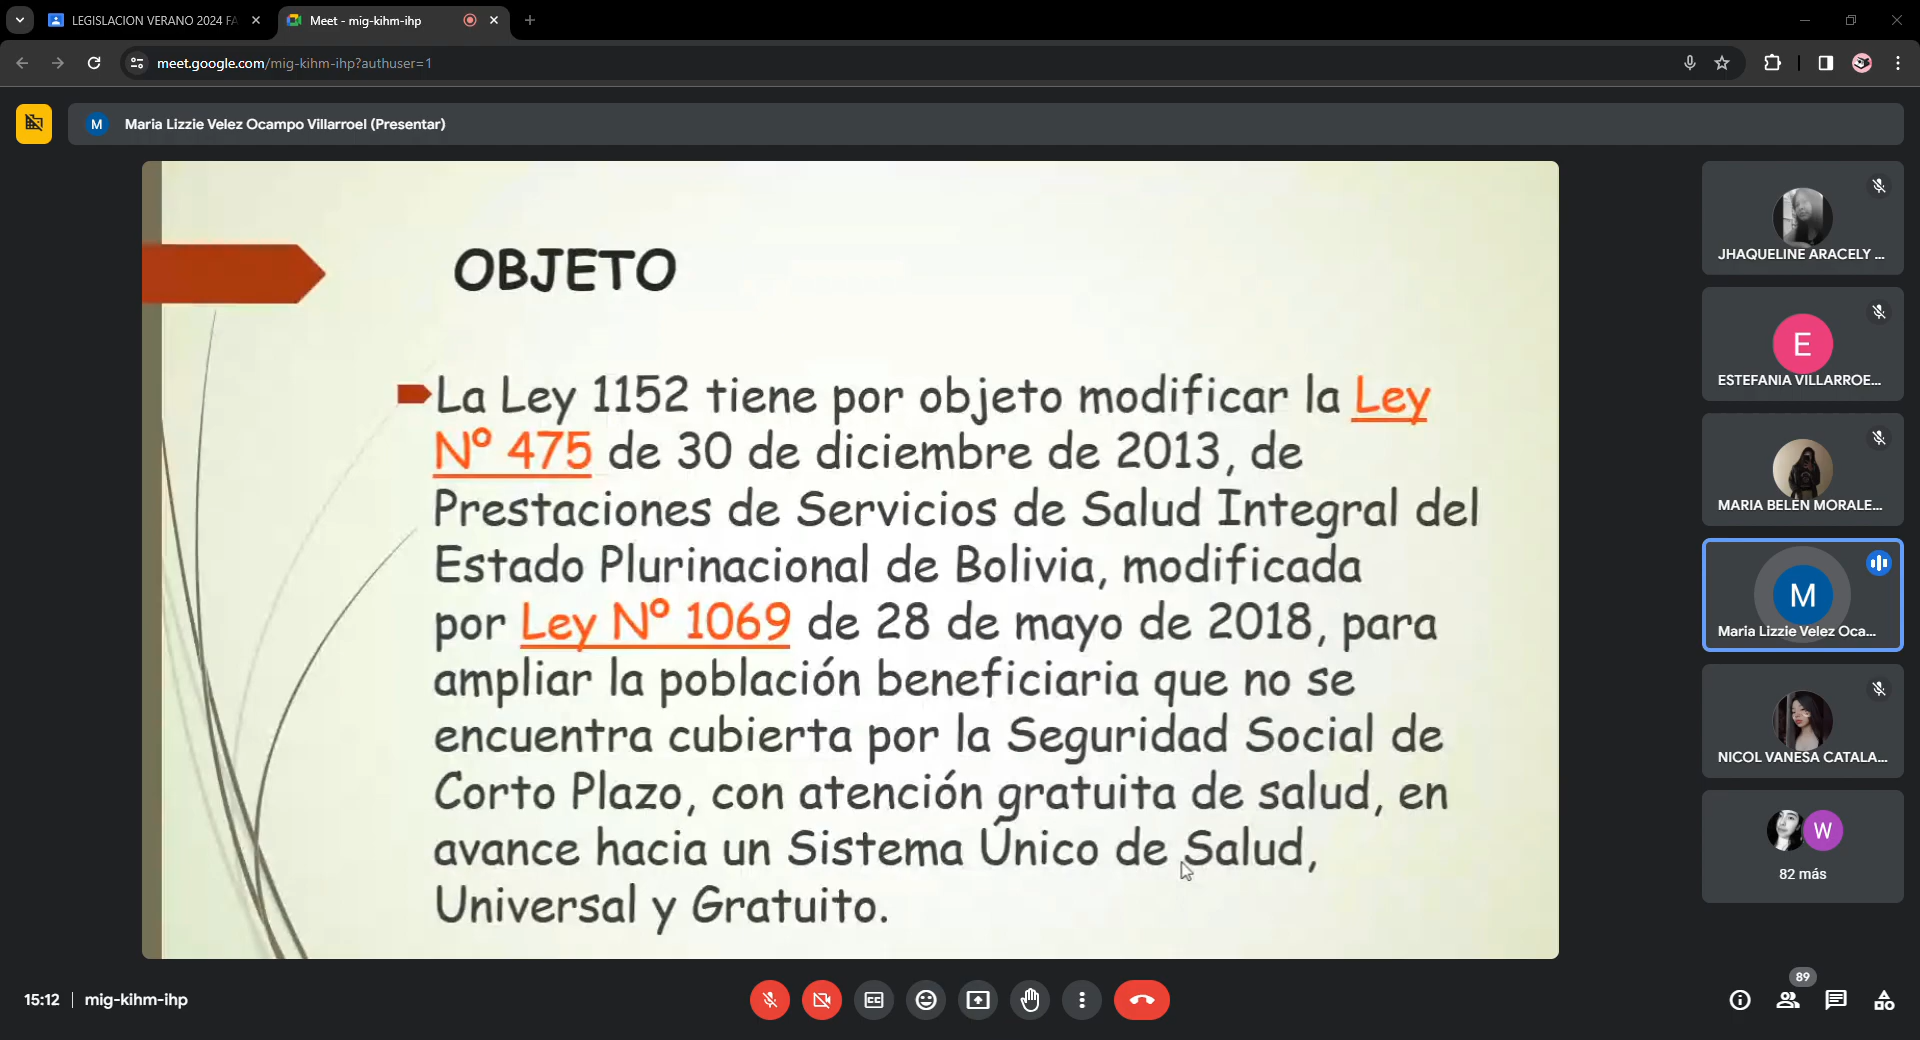 LEGISLACION VERANO 2024 FA
Meet - mig-kihm-ihp
meet.google.com/mig-kihm-ihp?authuser=1
M
Maria Lizzie Velez Ocampo Villarroel (Presentar)
OBJETO
La Ley 1152 tiene por objeto modificar la Ley
Nº 475 de 30 de diciembre de 2013, de
Prestaciones de Servicios de Salud Integral del
Estado Plurinacional de Bolivia, modificada
por Ley Nº 1069 de 28 de mayo de 2018, para
ampliar la población beneficiaria que no se
encuentra cubierta por la Seguridad Social de
Corto Plazo, con atención gratuita de salud, en
avance hacia un Sistema Único de Salud,
Universal y Gratuito.
JHAQUELINE ARACELY ...
E
ESTEFANIA VILLARROE...
MARIA BELEN MORALE...
M
Maria Lizzie Velez Oca...
NICOL VANESA CATALA...
W
82 más
15:12 | mig-kihm-ihp
89